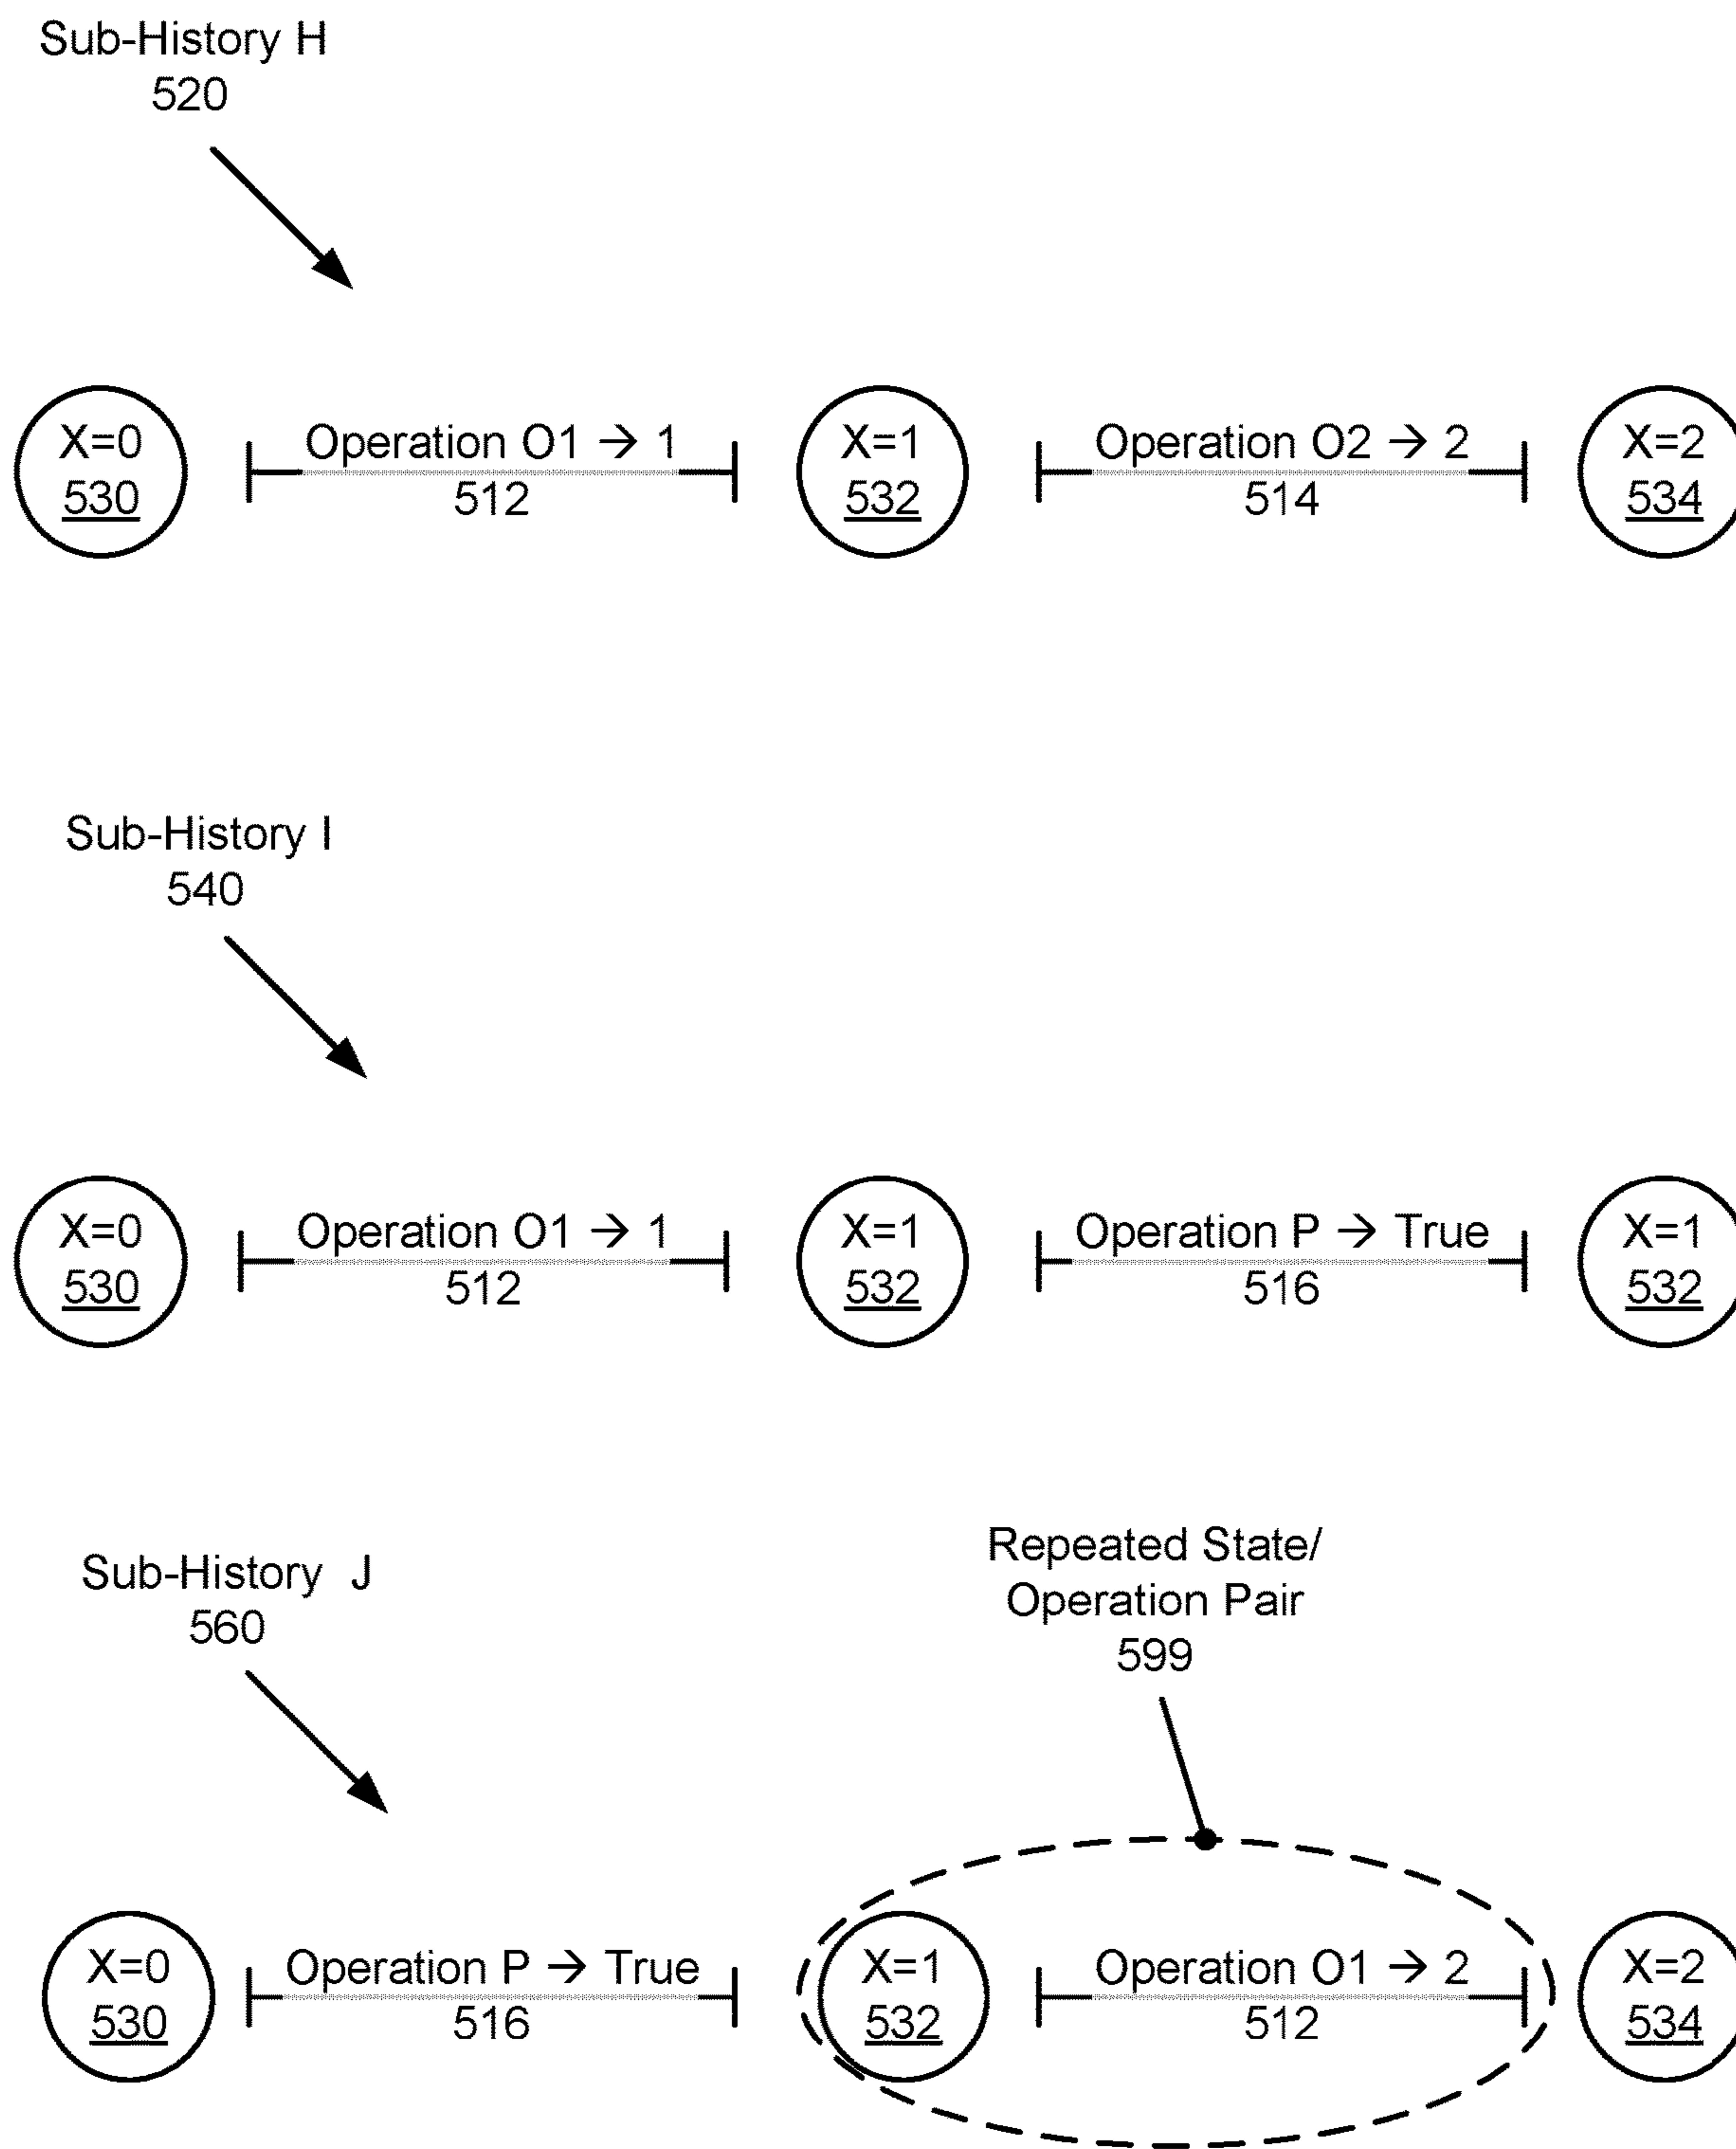 Sub-History H
520
X=0
530
Operation O1 → 1
512
X=1
532
Operation O2 → 2
514
X=2
534
Sub-History I
540
X=0
530
Operation O1 → 1
512
X=1
532
Operation P → True
516
X=1
532
Sub-History J
560
Repeated State/
Operation Pair
599
X=0
530
Operation P → True
516
X=1
532
Operation O1 → 2
512
X=2
534